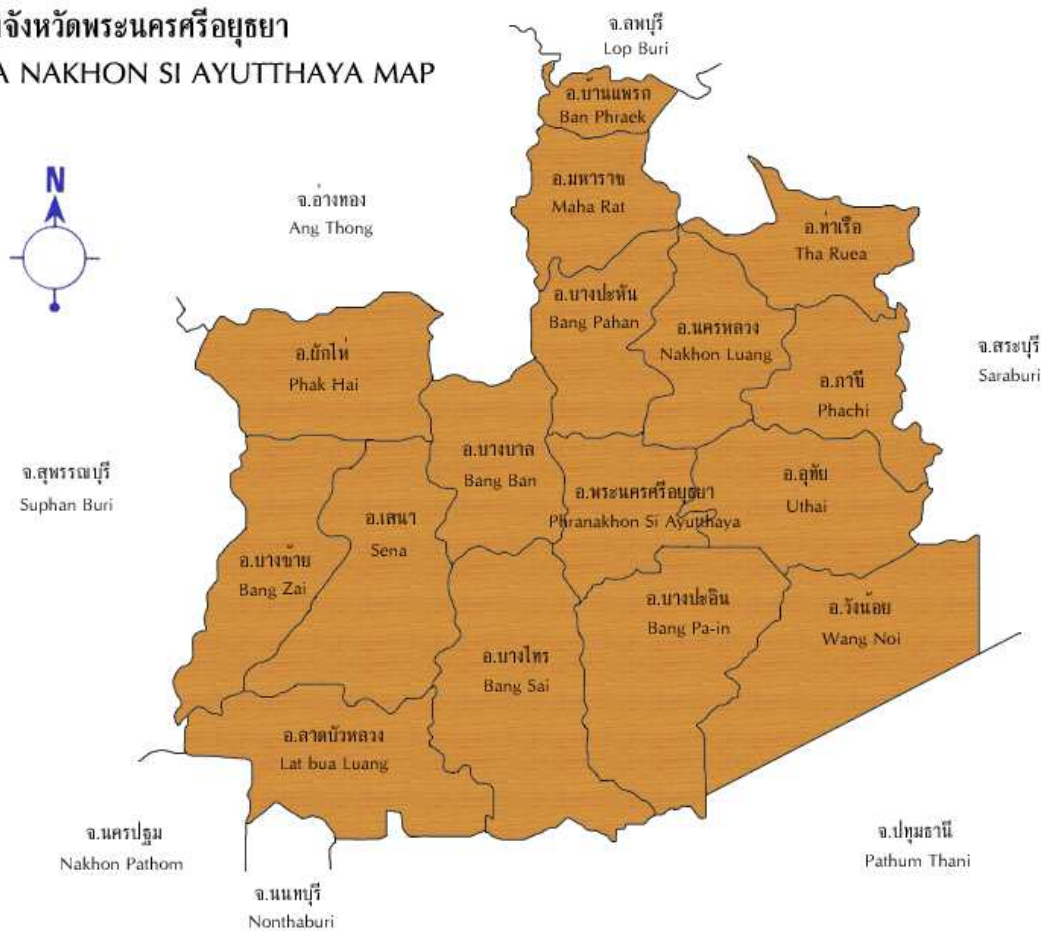 จังหวัดพระนครศรีอยุธยา
A NAKHON SI AYUTTHAYA MAP
จ.ลพบุรี
Lop Buri
อ.บ้านแพรก
Ban Phraek
N
อ.มหาราช
Maha Rat
จ.อ่างทอง
Ang Thong
อ.ท่าเรือ
Tha Ruea
อ.บางปะหัน
Bang Pahan
อ.นครหลวง
Nakhon Luang
จ.สระบุรี
Saraburi
อ.ผักไห่
Phak Hai
อ.ภาชี
Phachi
จ.สุพรรณบุรี
Suphan Buri
อ.บางบาล
Bang Ban
อ.อุทัย
Uthai
อ.พระนครศรีอยุธยา
Phranakhon Si Ayutthaya
อ.เสนา
Sena
อ.บางซ้าย
Bang Zai
อ.บางปะอิน
Bang Pa-in
อ.วังน้อย
Wang Noi
อ.บางไทร
Bang Sai
อ.ลาดบัวหลวง
Lat bua Luang
จ.นครปฐม
Nakhon Pathom
จ.ปทุมธานี
Pathum Thani
จ.นนทบุรี
Nonthaburi